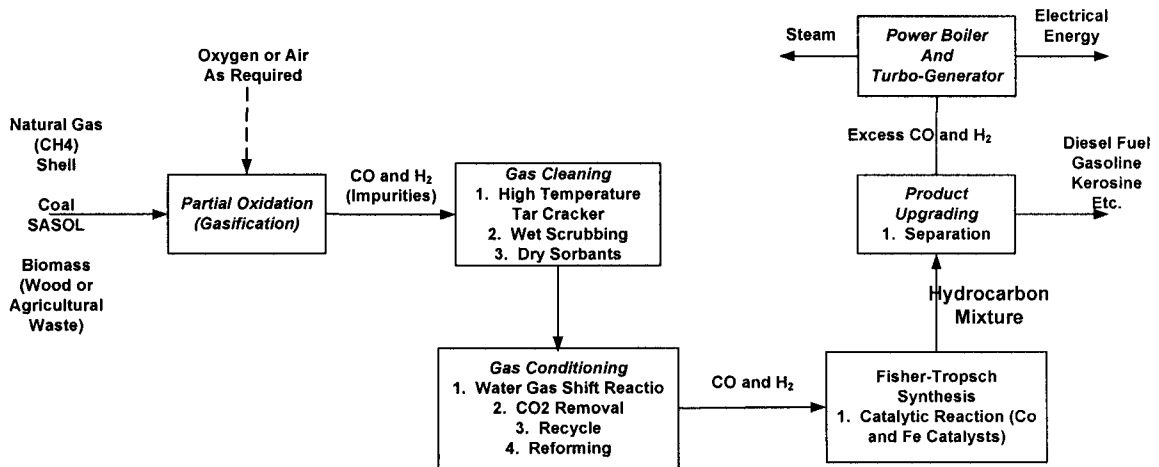 Oxygen or Air
As Required
Natural Gas
(CH4)
Shell
Coal
SASOL
Biomass
(Wood or
Agricultural
Waste)
Partial Oxidation
(Gasification)
CO and H2
(Impurities)
Gas Cleaning
1. High Temperature
Tar Cracker
2. Wet Scrubbing
3. Dry Sorbants
Gas Conditioning
1. Water Gas Shift Reactio
2. CO2 Removal
3. Recycle
4. Reforming
CO and H2
Fisher-Tropsch
Synthesis
1. Catalytic Reaction (Co
and Fe Catalysts)
Hydrocarbon
Mixture
Product
Upgrading
1. Separation
Diesel Fuel
Gasoline
Kerosine
Etc.
Excess CO and H2
Power Boiler
And
Turbo-Generator
Steam
Electrical
Energy